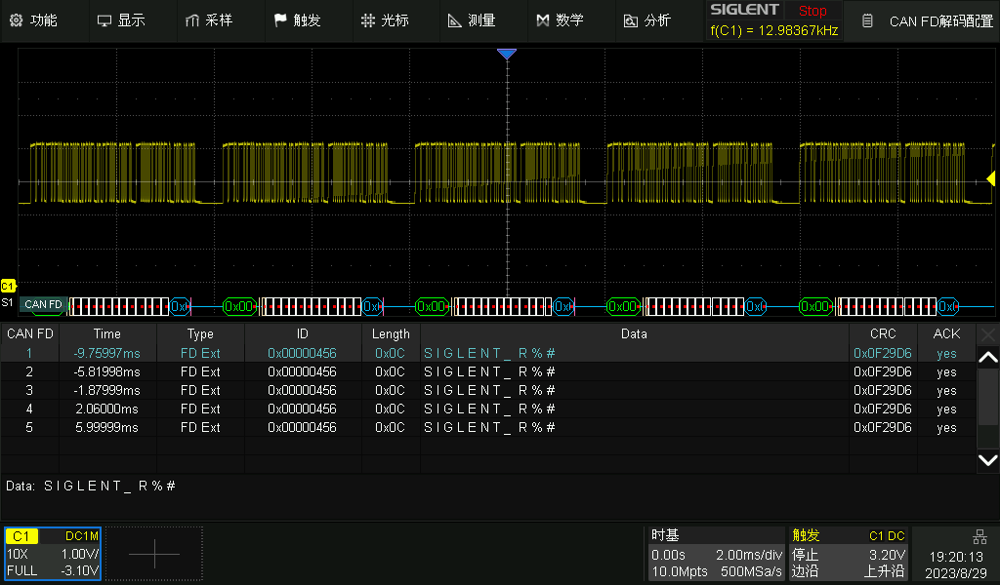 功能 显示 采样 触发 光标 测量 数学 分析 SIGLENT Stop CAN FD解码配置
f(C1) = 12.98367kHz
C1
S1 CAN FD 0x00 0x00 0x00 0x00
CAN FD Time Type ID Length Data CRC ACK
1 -9.75997ms FD Ext 0x00000456 0x0C S I G L E N T _ R % # 0x0F29D6 yes
2 -5.81998ms FD Ext 0x00000456 0x0C S I G L E N T _ R % # 0x0F29D6 yes
3 -1.87999ms FD Ext 0x00000456 0x0C S I G L E N T _ R % # 0x0F29D6 yes
4 2.06000ms FD Ext 0x00000456 0x0C S I G L E N T _ R % # 0x0F29D6 yes
5 5.99999ms FD Ext 0x00000456 0x0C S I G L E N T _ R % # 0x0F29D6 yes
Data: S I G L E N T _ R % #
C1 DC1M 时基 触发 C1 DC
10X 1.00V/ 0.00s 2.00ms/div 停止 3.20V 19:20:13
FULL -3.10V 10.0Mpts 500MSa/s 边沿 上升沿 2023/8/29